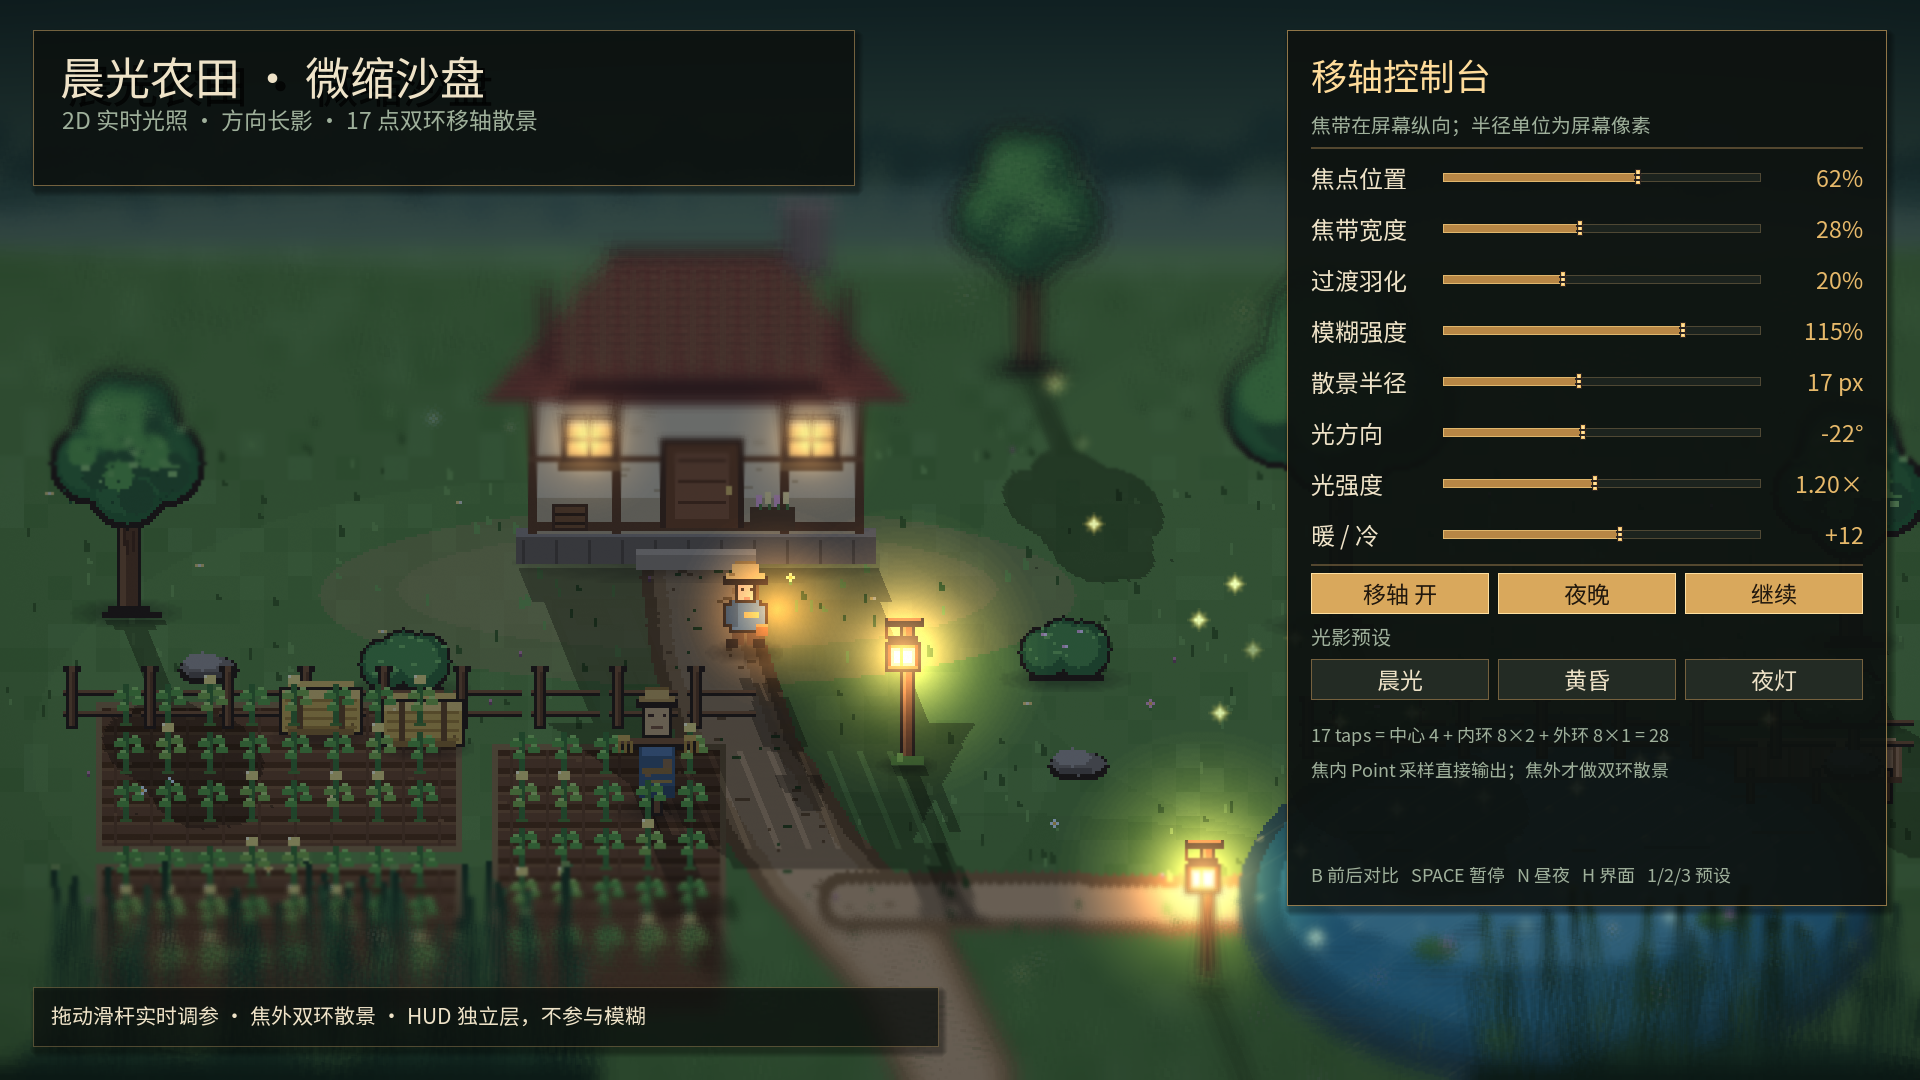 晨光农田 · 微缩沙盘
2D 实时光照 · 方向长影 · 17 点双环移轴散景
移轴控制台
焦带在屏幕纵向；半径单位为屏幕像素
焦点位置 62%
焦带宽度 28%
过渡羽化 20%
模糊强度 115%
散景半径 17 px
光方向 -22°
光强度 1.20×
暖 / 冷 +12
移轴 开 夜晚 继续
光影预设
晨光 黄昏 夜灯
17 taps = 中心 4 + 内环 8×2 + 外环 8×1 = 28
焦内 Point 采样直接输出；焦外才做双环散景
B 前后对比 SPACE 暂停 N 昼夜 H 界面 1/2/3 预设
拖动滑杆实时调参 · 焦外双环散景 · HUD 独立层，不参与模糊